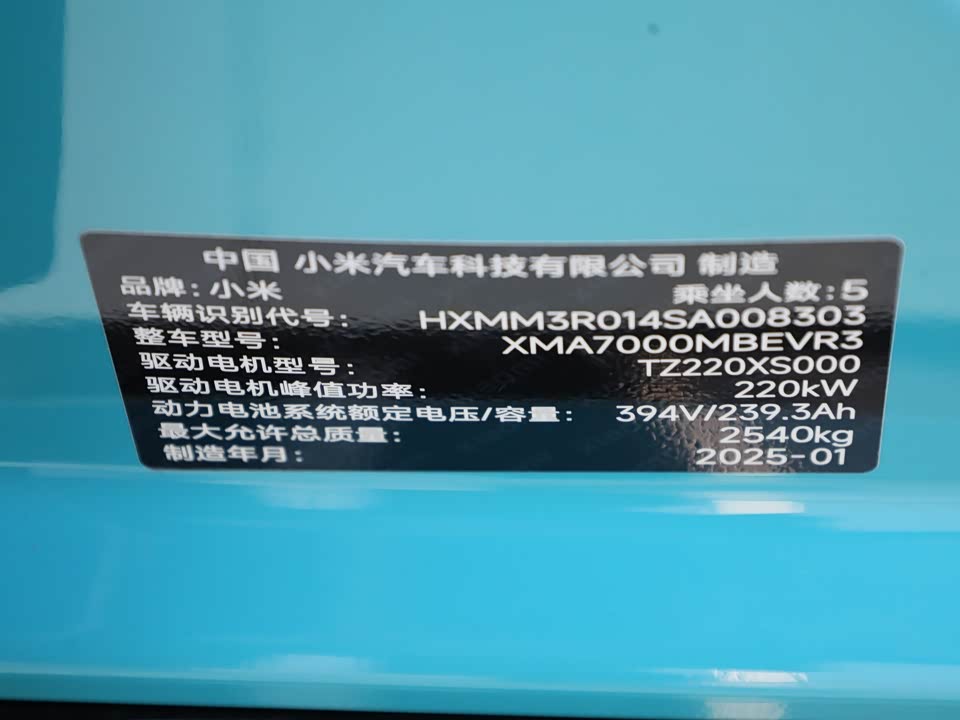 中国 小米汽车科技有限公司 制造
品牌：小米 乘坐人数：5
车辆识别代号： HXMM3R014SA008303
整车型号： XMA7000MBEVR3
驱动电机型号： TZ220XS000
驱动电机峰值功率： 220kW
动力电池系统额定电压/容量： 394V/239.3Ah
最大允许总质量： 2540kg
制造年月： 2025-01